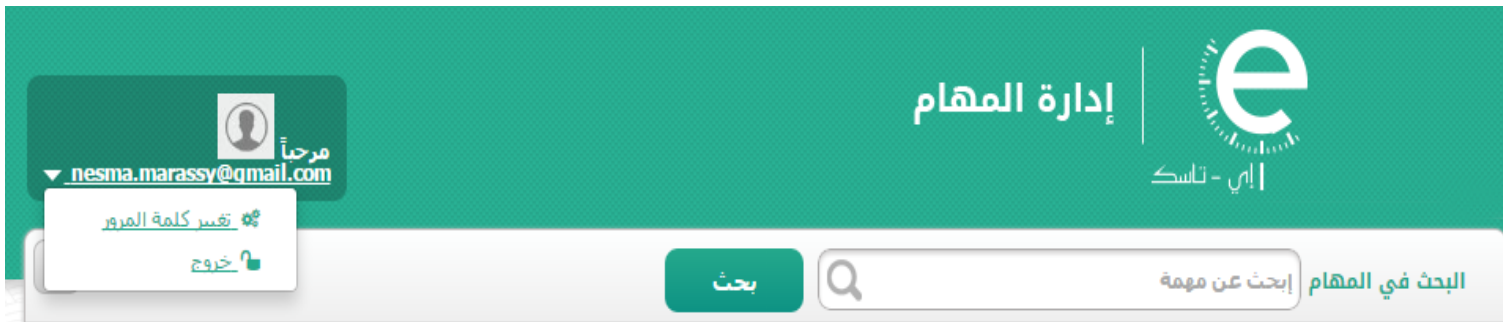 إدارة المهام
إلى - تاسك
مرحباً
nesma.marassy@gmail.com
تغيير كلمة المرور
خروج
البحث في المهام
إبحث عن مهمة
بحث